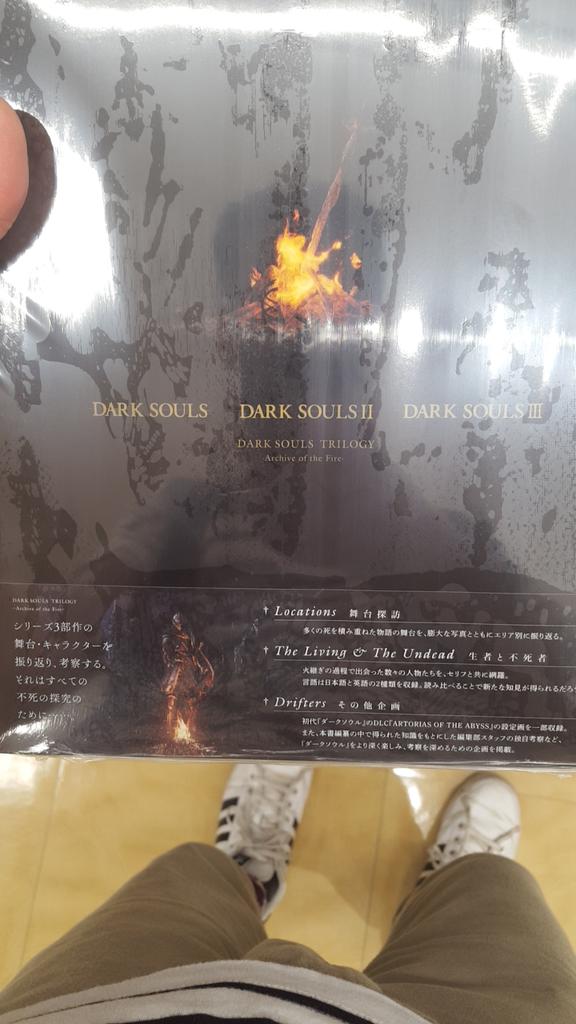 DARK SOULS DARK SOULS II DARK SOULS III
DARK SOULS TRILOGY
-Archive of the Fire-
DARK SOULS TRILOGY
-Archive of the Fire-
シリーズ3部作の
舞台・キャラクターを
振り返り、考察する。
それはすべての
不死の探究の
ために
† Locations 舞台探訪
多くの死を積み重ねた物語の舞台を、膨大な写真とともにエリア別に振り返る。
† The Living & The Undead 生者と不死者
火継ぎの過程で出会った数々の人物たちを、セリフと共に網羅。
言語は日本語と英語の2種類を収録。読み比べることで新たな知見が得られるだろ
† Drifters その他企画
初代『ダークソウル』のDLC「ARTORIAS OF THE ABYSS」の設定画を一部収録。
また、本書編纂の中で得られた知識をもとにした編集部スタッフの独自考察など、
『ダークソウル』をより深く楽しみ、考察を深めるための企画を掲載。